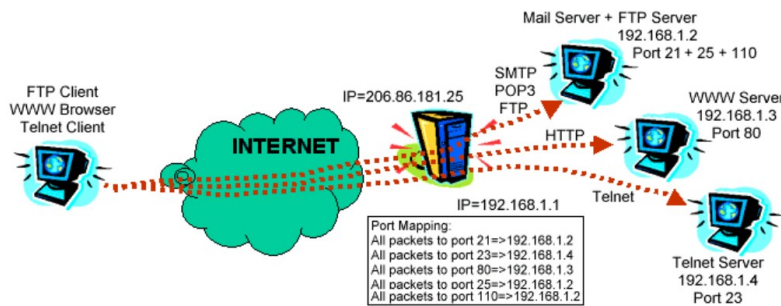 Mail Server + FTP Server
192.168.1.2
Port 21 + 25 + 110
SMTP
POP3
FTP
IP=206.86.181.25
FTP Client
WWW Browser
Telnet Client
WWW Server
192.168.1.3
Port 80
HTTP
INTERNET
Telnet
IP=192.168.1.1
Port Mapping:
All packets to port 21=>192.168.1.2
All packets to port 23=>192.168.1.4
All packets to port 80=>192.168.1.3
All packets to port 25=>192.168.1.2
All packets to port 110=>192.168.1.2
Telnet Server
192.168.1.4
Port 23